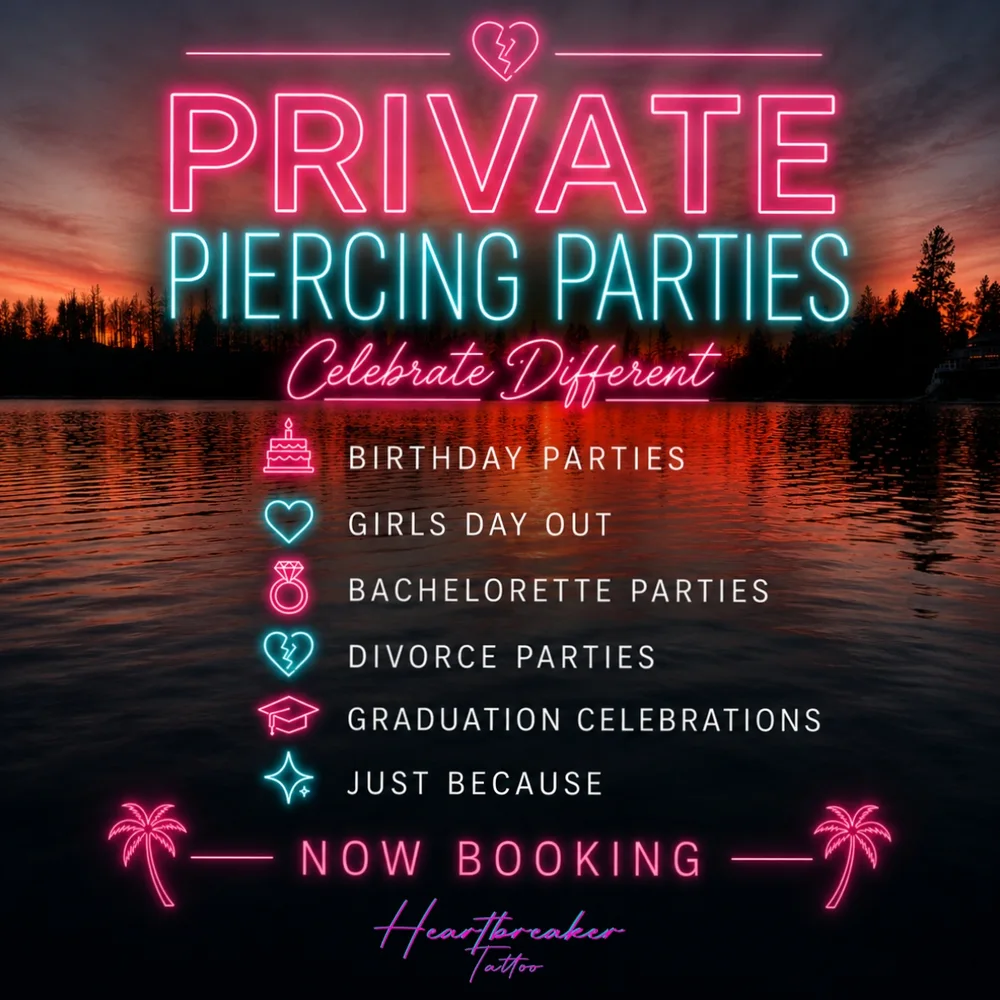 PRIVATE
PIERCING PARTIES
Celebrate Different
BIRTHDAY PARTIES
GIRLS DAY OUT
BACHELORETTE PARTIES
DIVORCE PARTIES
GRADUATION CELEBRATIONS
JUST BECAUSE
NOW BOOKING
Heartbreaker
Tattoo